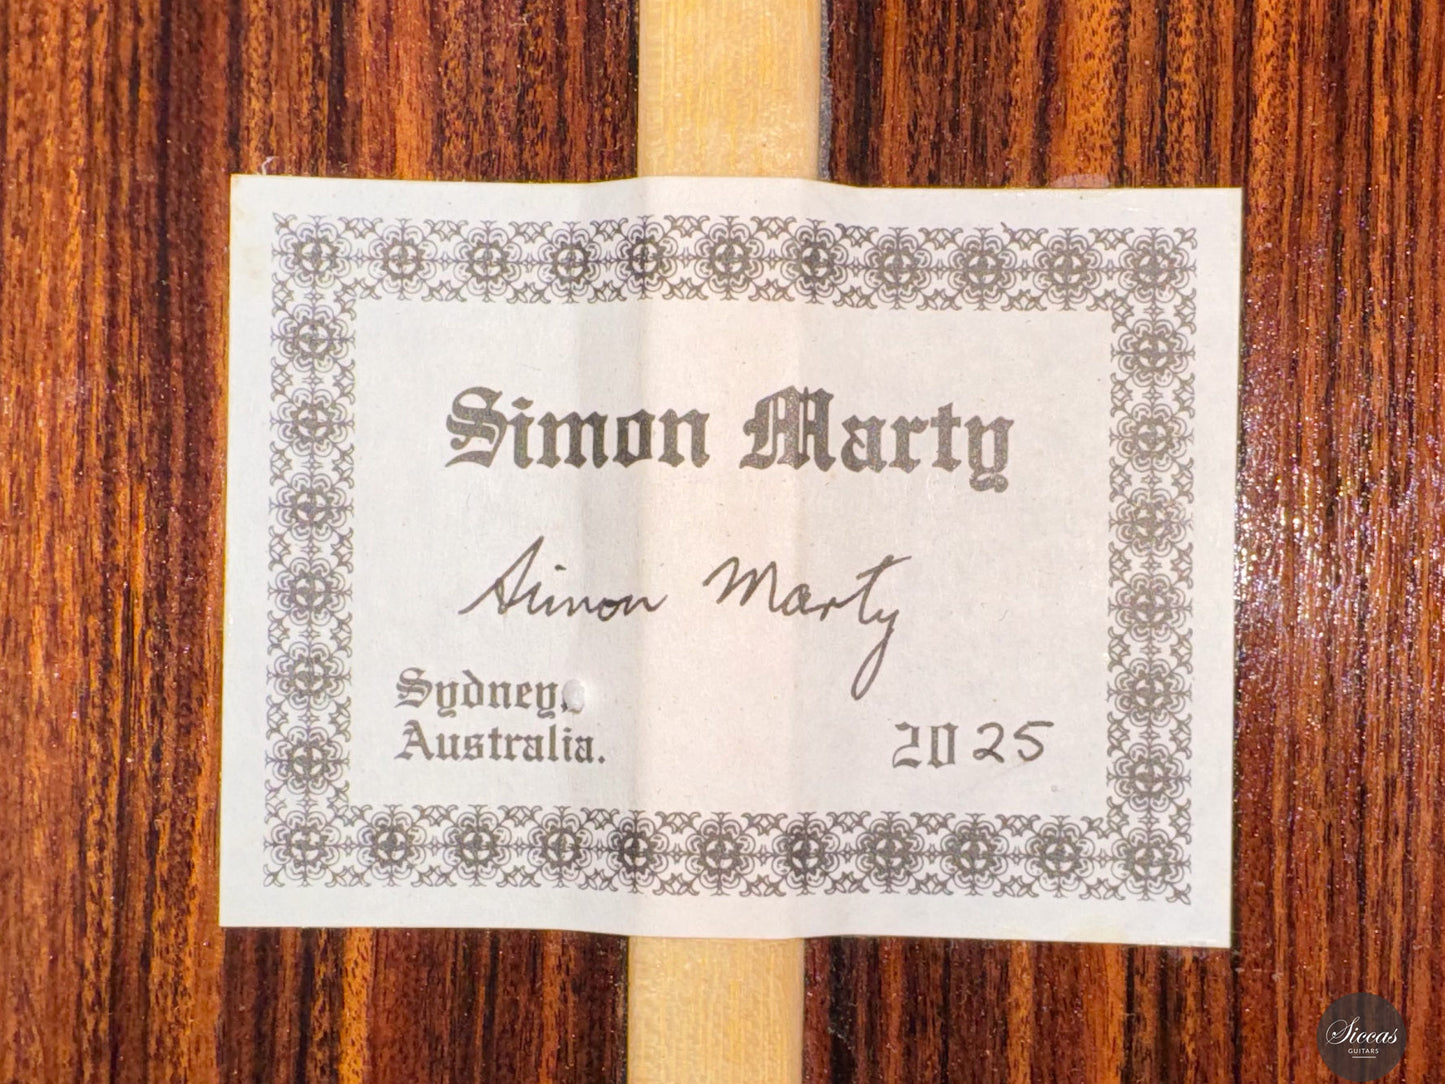 Simon Marty
Simon Marty
Sydney,
Australia.
2025
Siccas
GUITARS